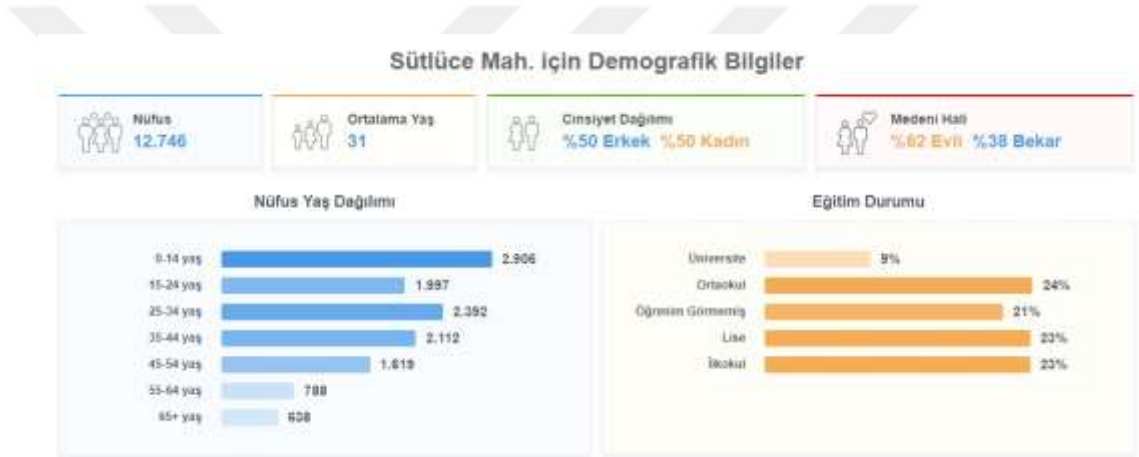 Sütlüce Mah. için Demografik Bilgiler
Nüfus
12.746
Ortalama Yaş
31
Cinsiyet Dağılımı
%50 Erkek %50 Kadın
Medeni Hali
%62 Evli %38 Bekar
Nüfus Yaş Dağılımı
0-14 yaş 2.906
15-24 yaş 1.997
25-34 yaş 2.392
35-44 yaş 2.112
45-54 yaş 1.619
55-64 yaş 788
65+ yaş 638
Eğitim Durumu
Üniversite 9%
Ortaokul 24%
Öğrenim Görmemiş 21%
Lise 23%
İlkokul 23%